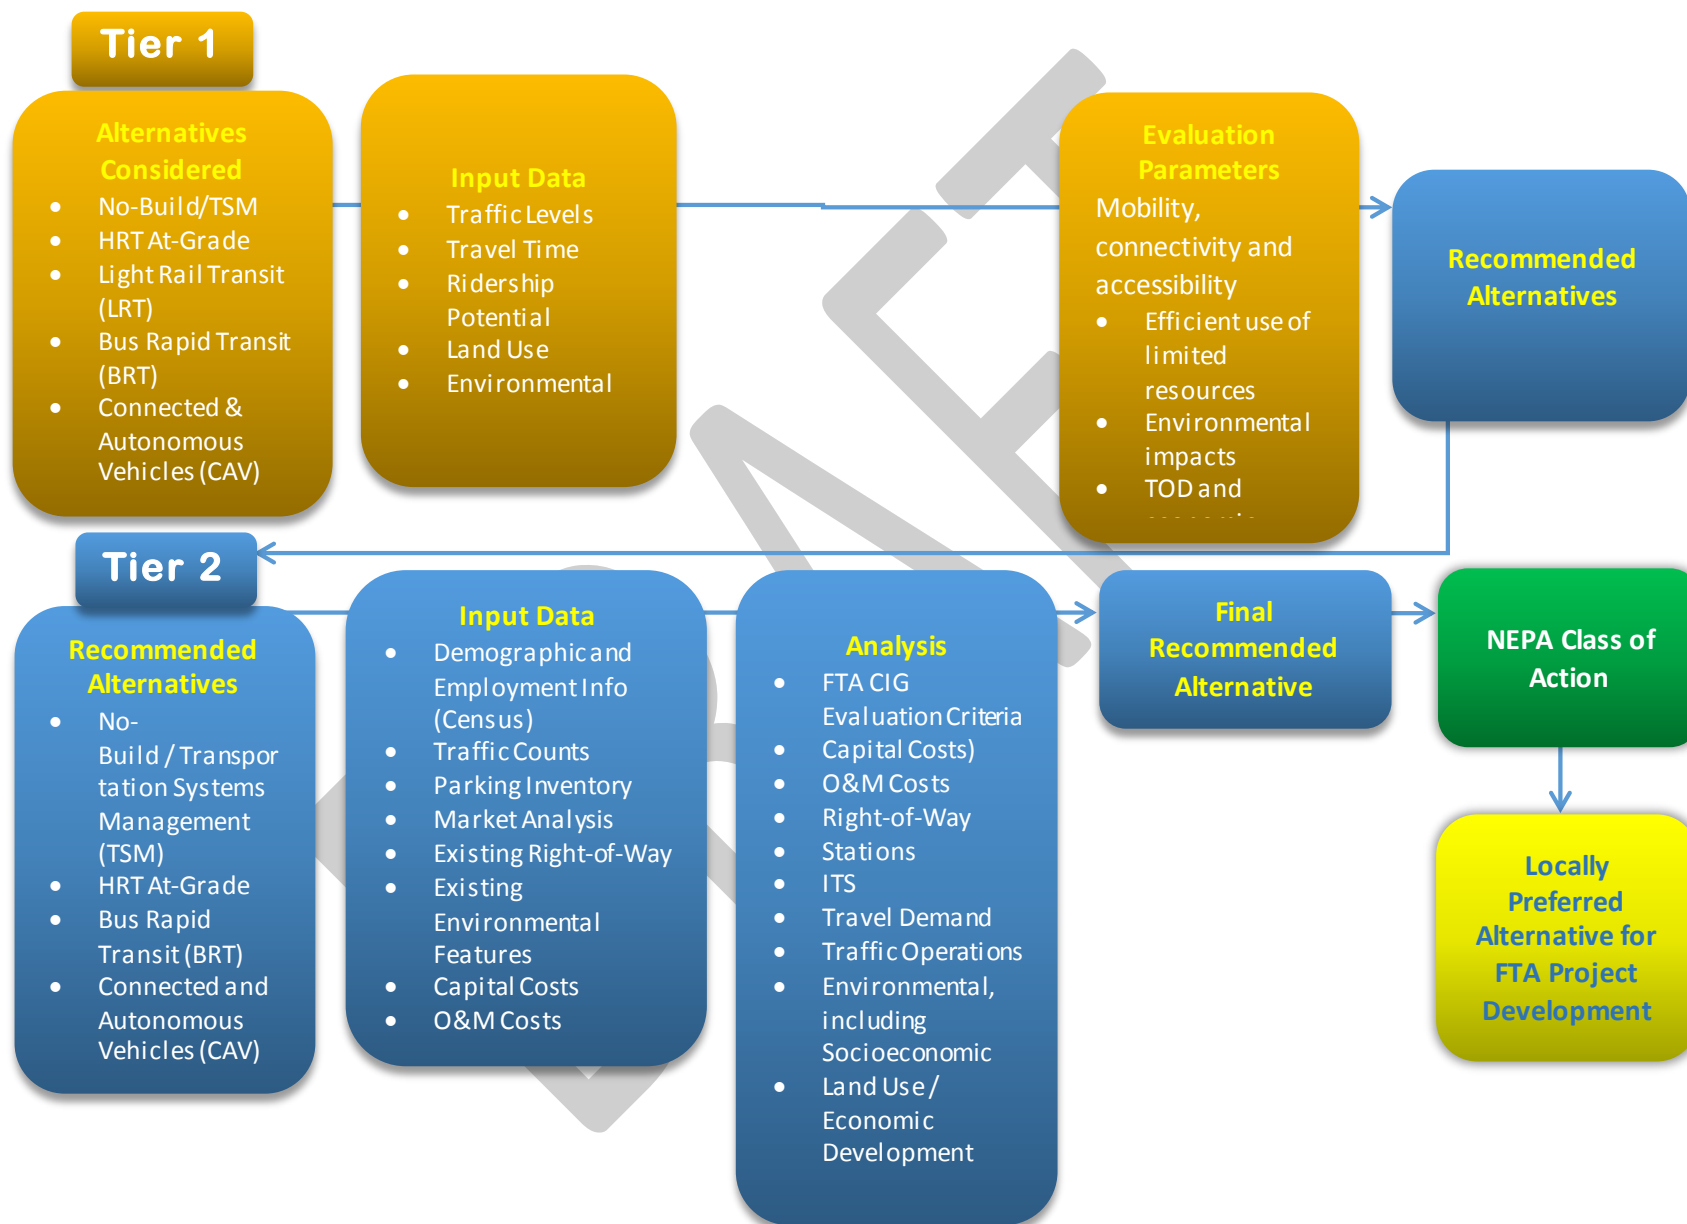 Tier 1
Alternatives
Considered
• No-Build/TSM
• HRT At-Grade
• Light Rail Transit
(LRT)
• Bus Rapid Transit
(BRT)
• Connected &
Autonomous
Vehicles (CAV)
Input Data
• Traffic Levels
• Travel Time
• Ridership
Potential
• Land Use
• Environmental
Evaluation
Parameters
Mobility,
connectivity and
accessibility
• Efficient use of
limited
resources
• Environmental
impacts
• TOD and
Recommended
Alternatives
Tier 2
Recommended
Alternatives
• No-
Build / Transpor
tation Systems
Management
(TSM)
• HRT At-Grade
• Bus Rapid
Transit (BRT)
• Connected and
Autonomous
Vehicles (CAV)
Input Data
• Demographic and
Employment Info
(Census)
• Traffic Counts
• Parking Inventory
• Market Analysis
• Existing Right-of-Way
• Existing
Environmental
Features
• Capital Costs
• O&M Costs
Analysis
• FTA CIG
Evaluation Criteria
• Capital Costs)
• O&M Costs
• Right-of-Way
• Stations
• ITS
• Travel Demand
• Traffic Operations
• Environmental,
including
Socioeconomic
• Land Use /
Economic
Development
Final
Recommended
Alternative
NEPA Class of
Action
Locally
Preferred
Alternative for
FTA Project
Development
DRAFT